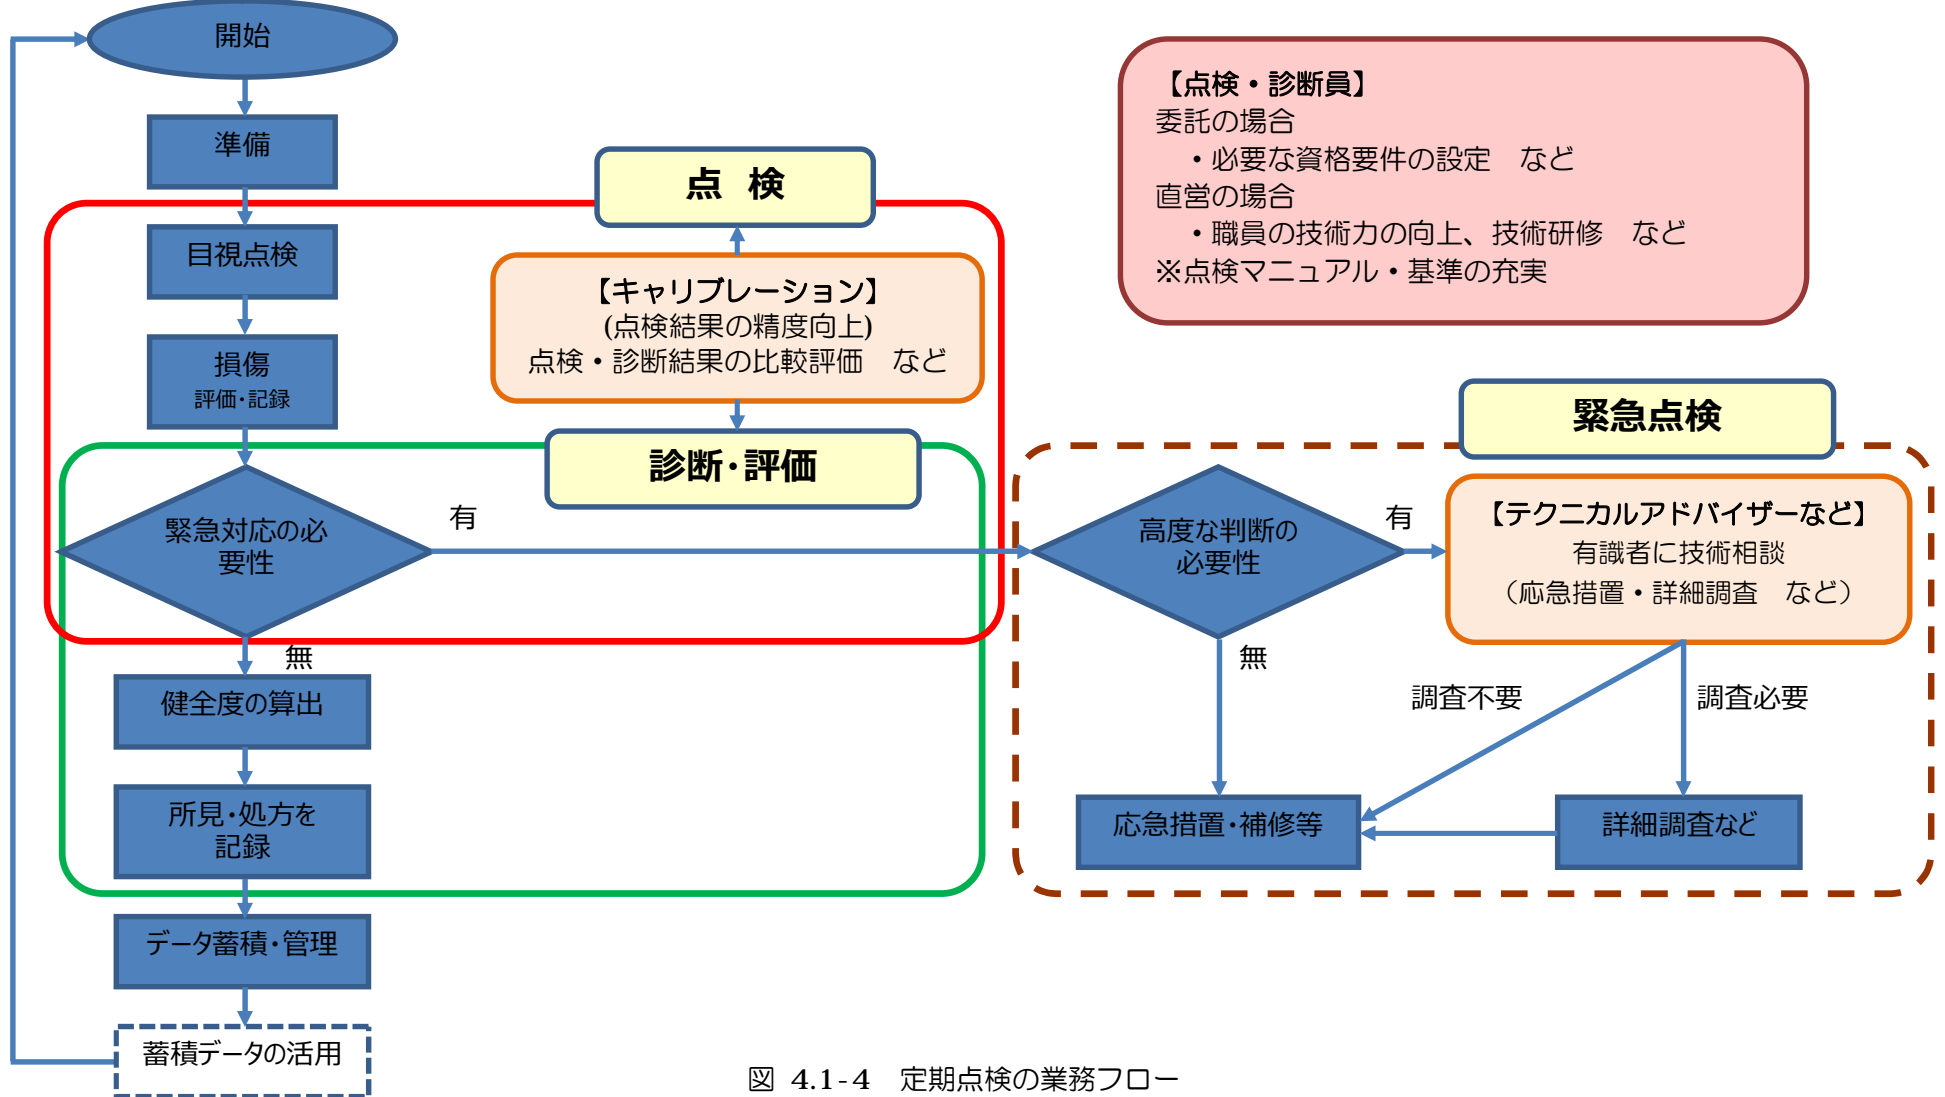 開始
準備
目視点検
損傷
評価・記録
緊急対応の必
要性
有
無
健全度の算出
所見・処方を
記録
データ蓄積・管理
蓄積データの活用
点 検
【キャリブレーション】
(点検結果の精度向上)
点検・診断結果の比較評価 など
診断・評価
【点検・診断員】
委託の場合
・必要な資格要件の設定 など
直営の場合
・職員の技術力の向上、技術研修 など
※点検マニュアル・基準の充実
緊急点検
高度な判断の
必要性
有
無
【テクニカルアドバイザーなど】
有識者に技術相談
（応急措置・詳細調査 など）
調査不要
調査必要
応急措置・補修等
詳細調査など
図 4.1-4 定期点検の業務フロー